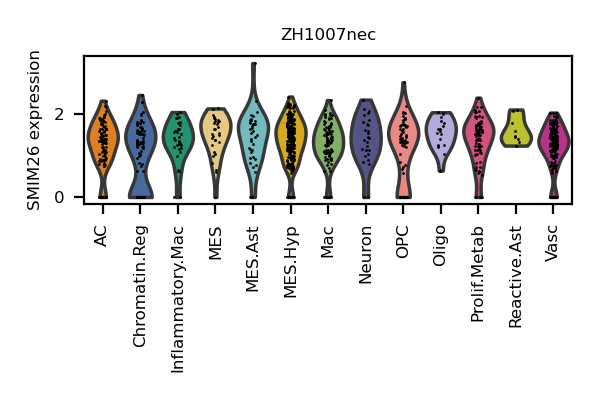 ZH1007nec
SMIM26 expression
2
0
AC
Chromatin.Reg
Inflammatory.Mac
MES
MES.Ast
MES.Hyp
Mac
Neuron
OPC
Oligo
Prolif.Metab
Reactive.Ast
Vasc